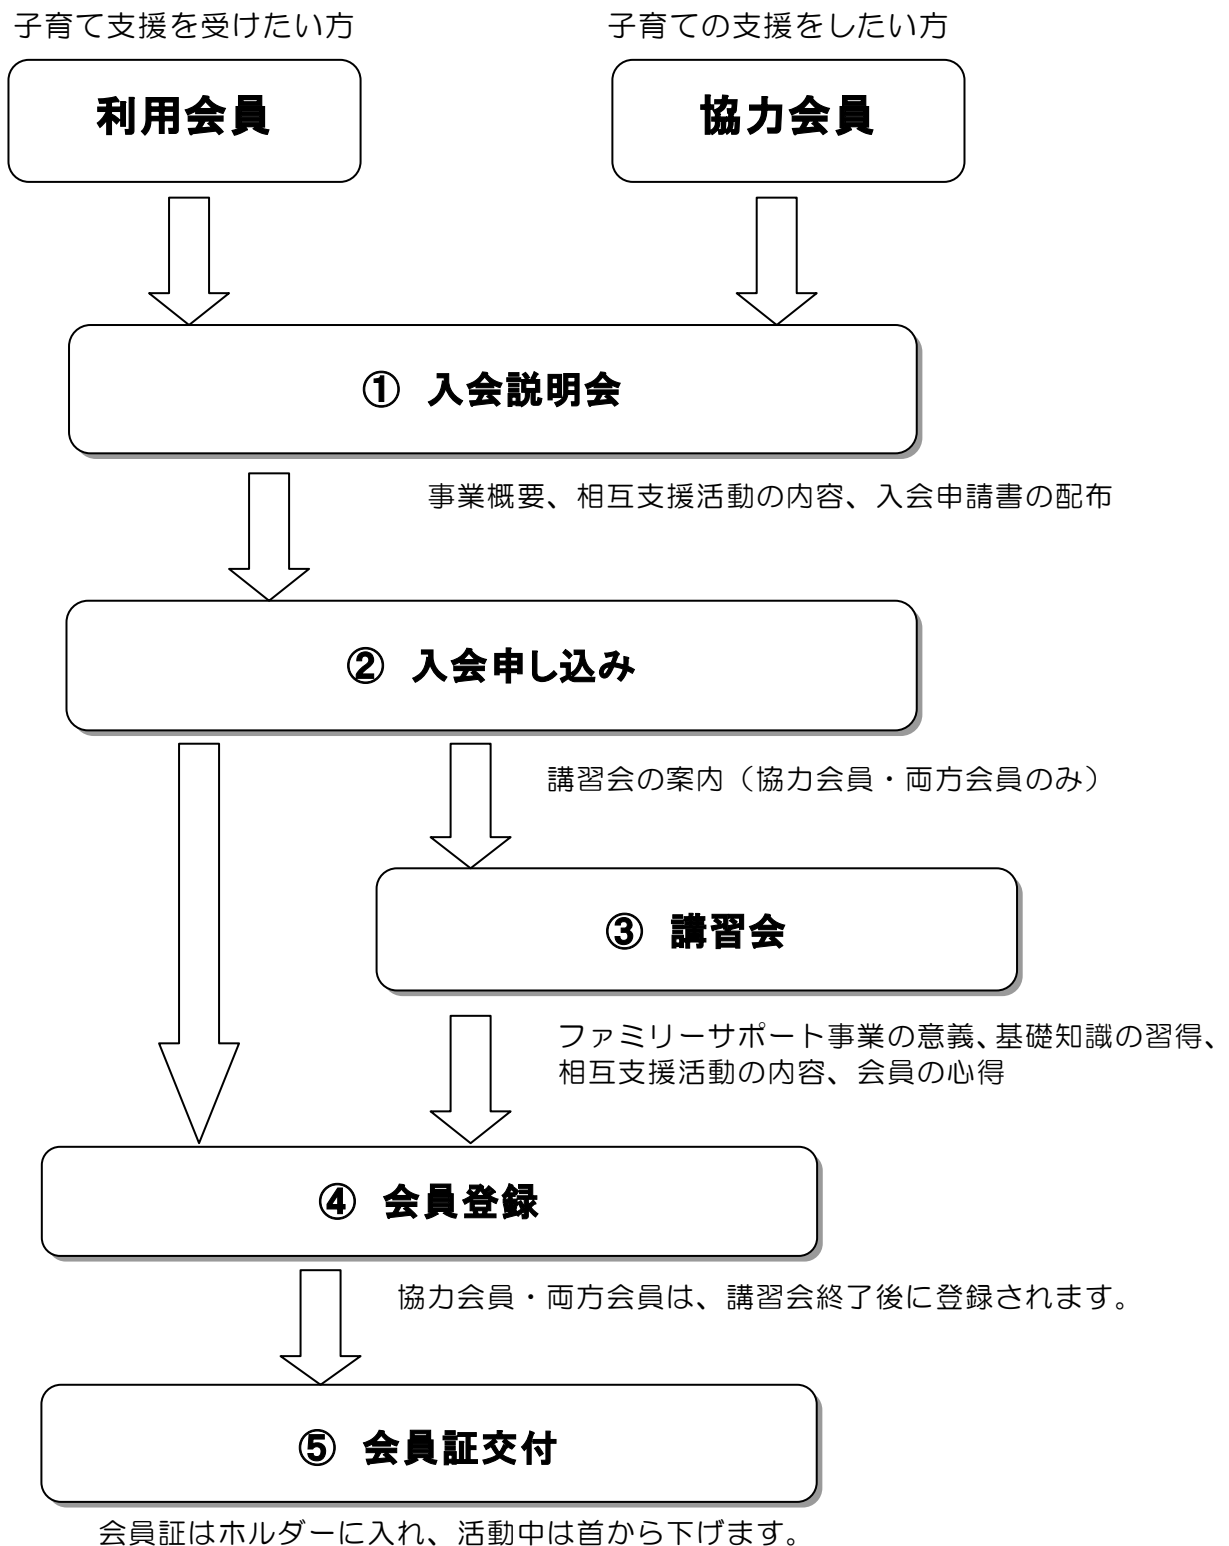 子育て支援を受けたい方
子育ての支援をしたい方
利用会員
協力会員
① 入会説明会
事業概要、相互支援活動の内容、入会申請書の配布
② 入会申し込み
講習会の案内（協力会員・両方会員のみ）
③ 講習会
ファミリーサポート事業の意義、基礎知識の習得、
相互支援活動の内容、会員の心得
④ 会員登録
協力会員・両方会員は、講習会終了後に登録されます。
⑤ 会員証交付
会員証はホルダーに入れ、活動中は首から下げます。